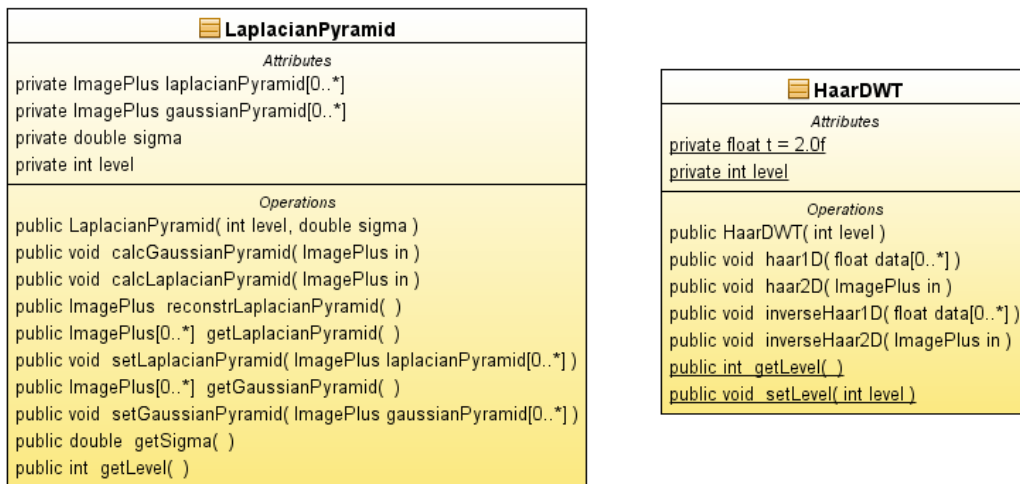 LaplacianPyramid
Attributes
private ImagePlus laplacianPyramid[0..*]
private ImagePlus gaussianPyramid[0..*]
private double sigma
private int level
Operations
public LaplacianPyramid( int level, double sigma )
public void calcGaussianPyramid( ImagePlus in )
public void calcLaplacianPyramid( ImagePlus in )
public ImagePlus reconstrLaplacianPyramid( )
public ImagePlus[0..*] getLaplacianPyramid( )
public void setLaplacianPyramid( ImagePlus laplacianPyramid[0..*] )
public ImagePlus[0..*] getGaussianPyramid( )
public void setGaussianPyramid( ImagePlus gaussianPyramid[0..*] )
public double getSigma( )
public int getLevel( )
HaarDWT
Attributes
private float t = 2.0f
private int level
Operations
public HaarDWT( int level )
public void haar1D( float data[0..*] )
public void haar2D( ImagePlus in )
public void inverseHaar1D( float data[0..*] )
public void inverseHaar2D( ImagePlus in )
public int getLevel( )
public void setLevel( int level )